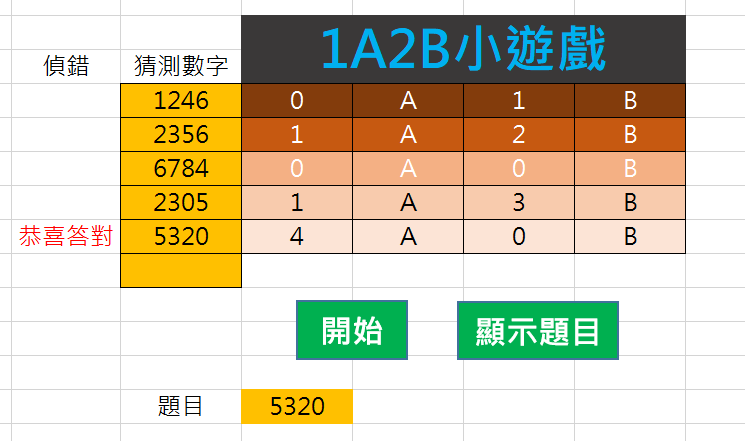 1A2B小遊戲
偵錯 猜測數字
1246 0 A 1 B
2356 1 A 2 B
6784 0 A 0 B
2305 1 A 3 B
恭喜答對 5320 4 A 0 B
開始 顯示題目
題目 5320